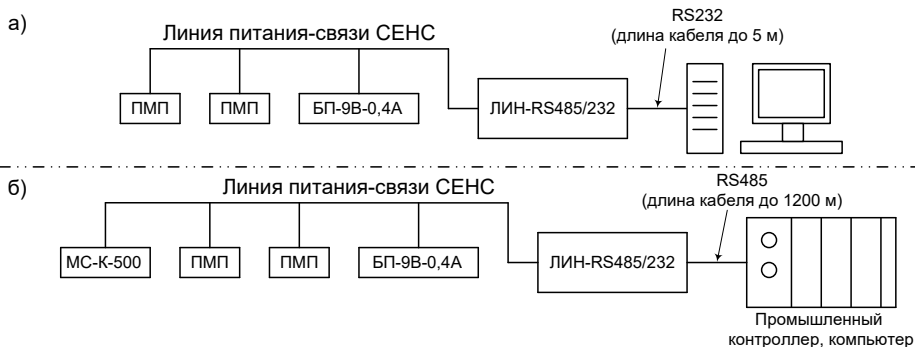 а)
Линия питания-связи СЕНС
RS232
(длина кабеля до 5 м)
ПМП
ПМП
БП-9В-0,4А
ЛИН-RS485/232
б)
Линия питания-связи СЕНС
RS485
(длина кабеля до 1200 м)
МС-К-500
ПМП
ПМП
БП-9В-0,4А
ЛИН-RS485/232
Промышленный
контроллер, компьютер